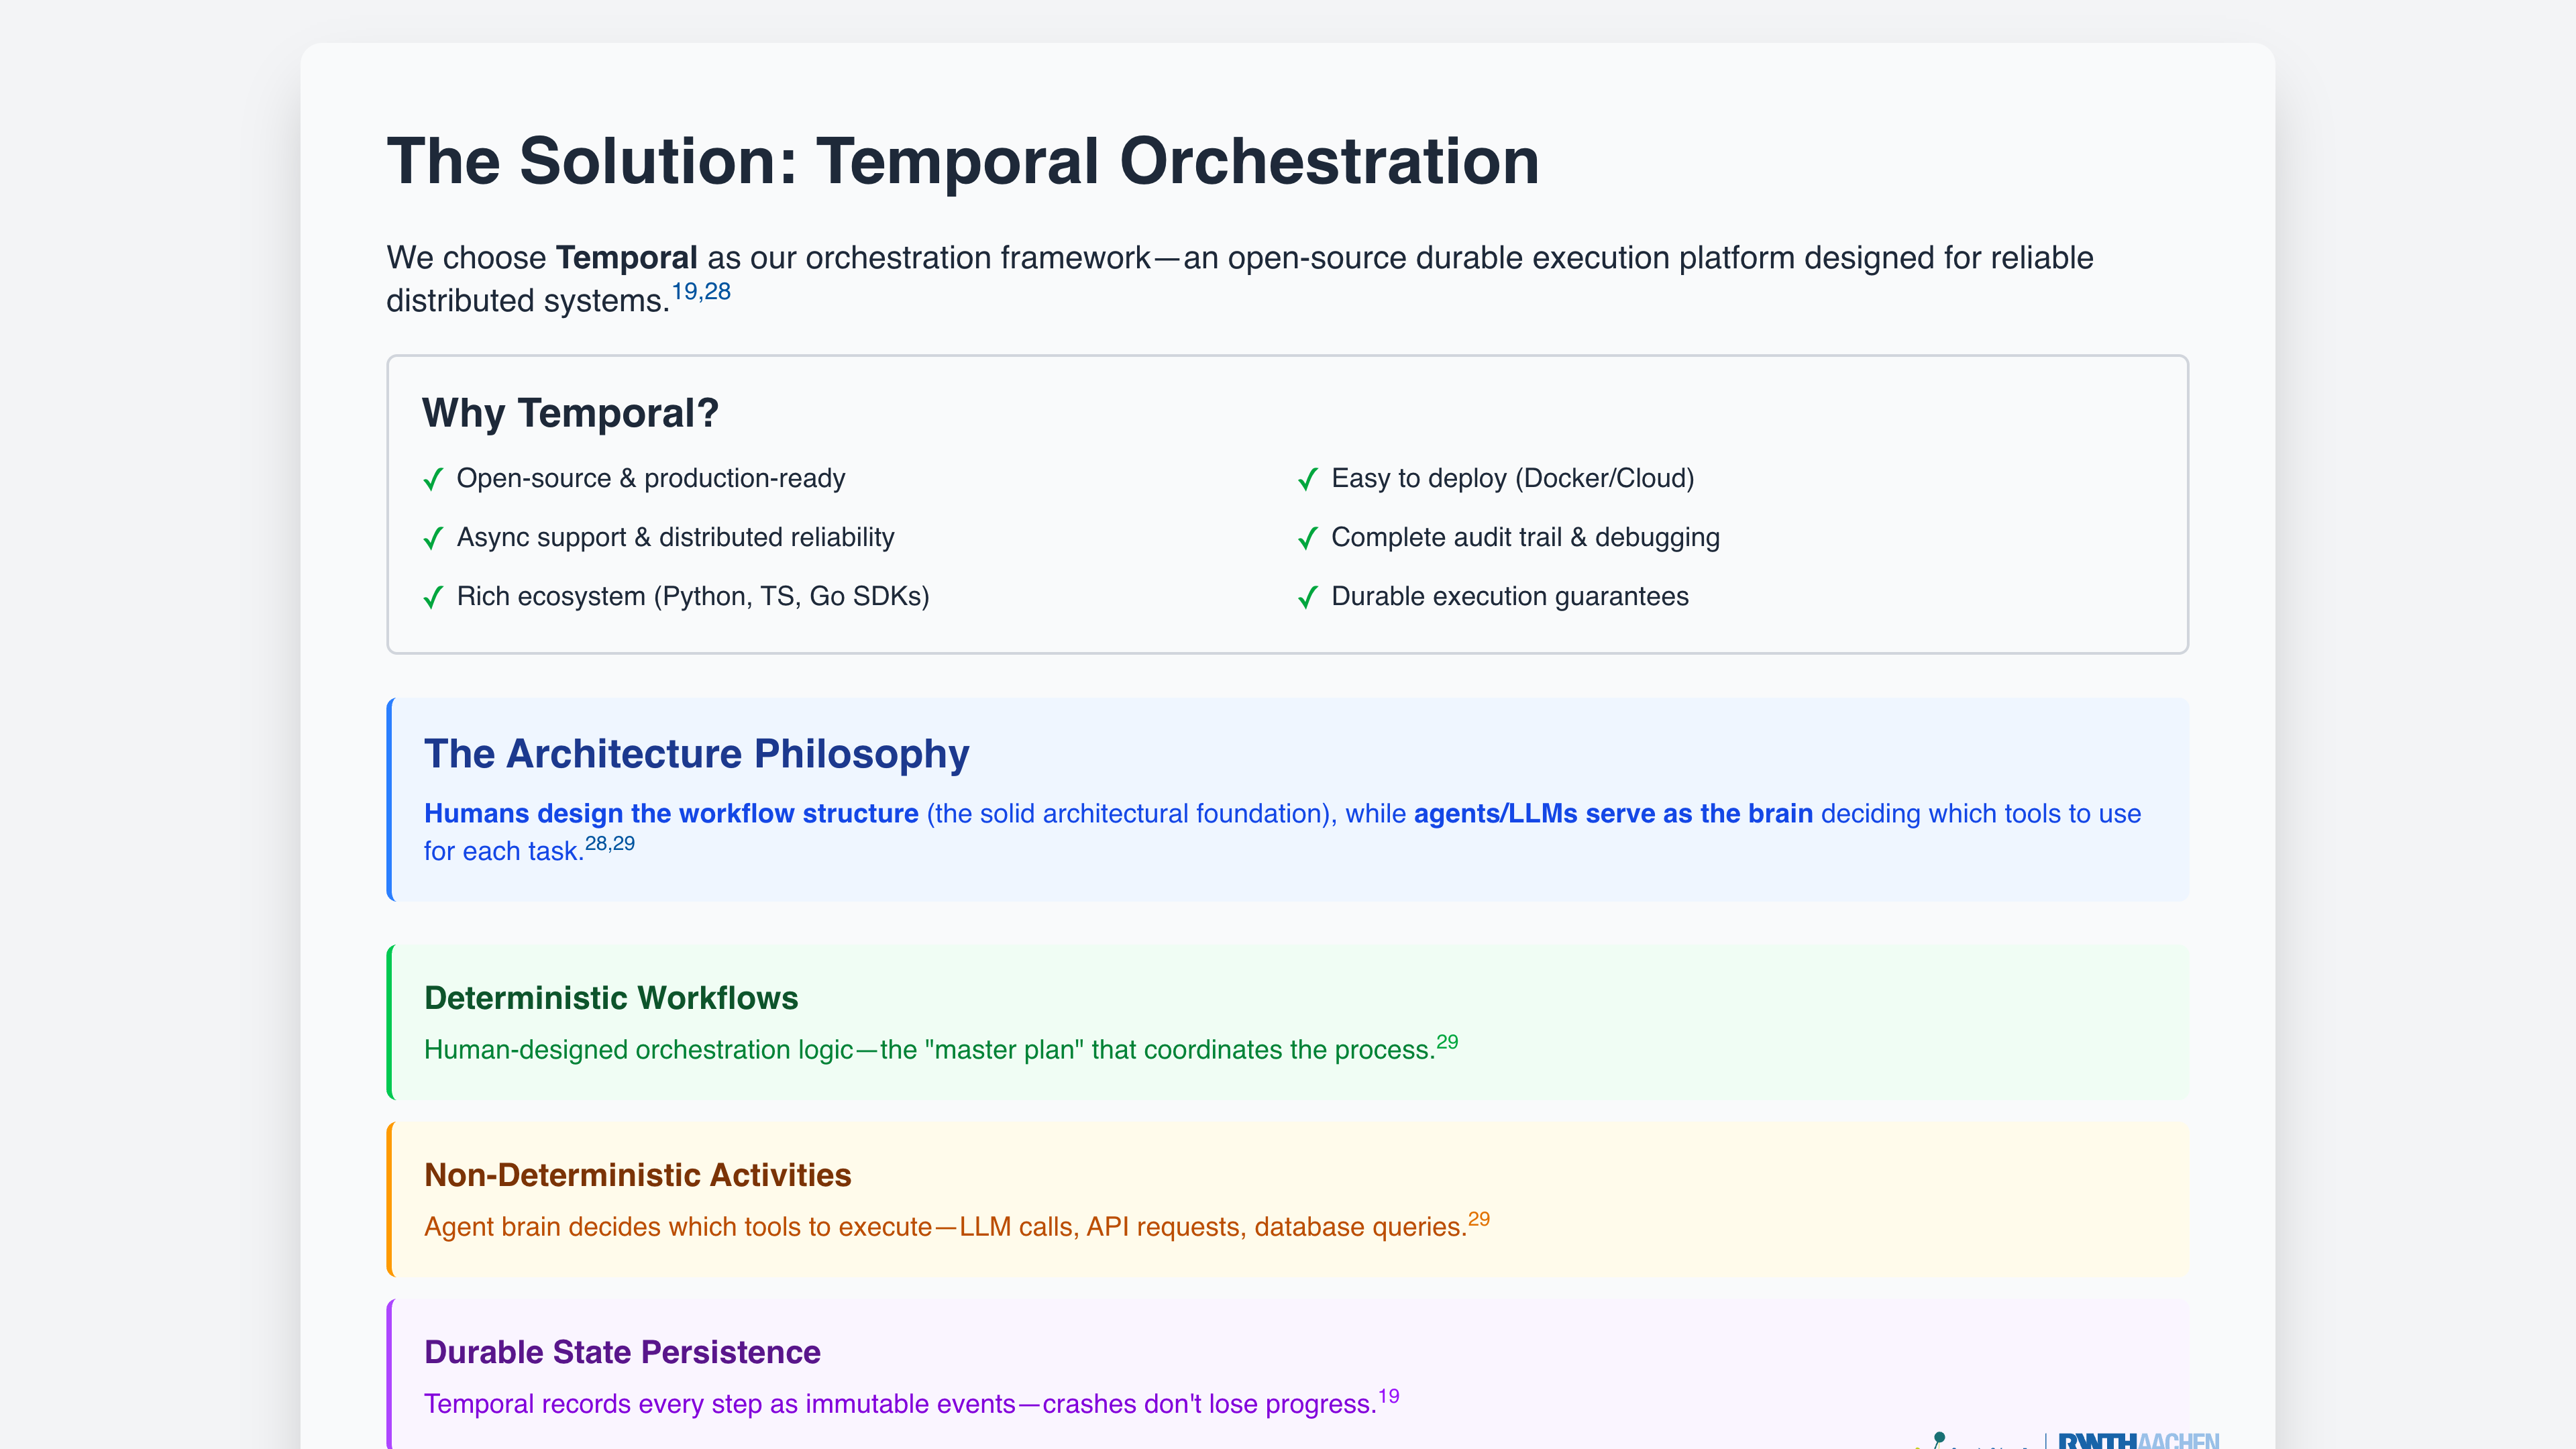 The Solution: Temporal Orchestration
We choose Temporal as our orchestration framework—an open-source durable execution platform designed for reliable
distributed systems.19,28
Why Temporal?
✓ Open-source & production-ready
✓ Easy to deploy (Docker/Cloud)
✓ Async support & distributed reliability
✓ Complete audit trail & debugging
✓ Rich ecosystem (Python, TS, Go SDKs)
✓ Durable execution guarantees
The Architecture Philosophy
Humans design the workflow structure (the solid architectural foundation), while agents/LLMs serve as the brain deciding which tools to use
for each task.28,29
Deterministic Workflows
Human-designed orchestration logic—the "master plan" that coordinates the process.29
Non-Deterministic Activities
Agent brain decides which tools to execute—LLM calls, API requests, database queries.29
Durable State Persistence
Temporal records every step as immutable events—crashes don't lose progress.19
RWTHAACHEN